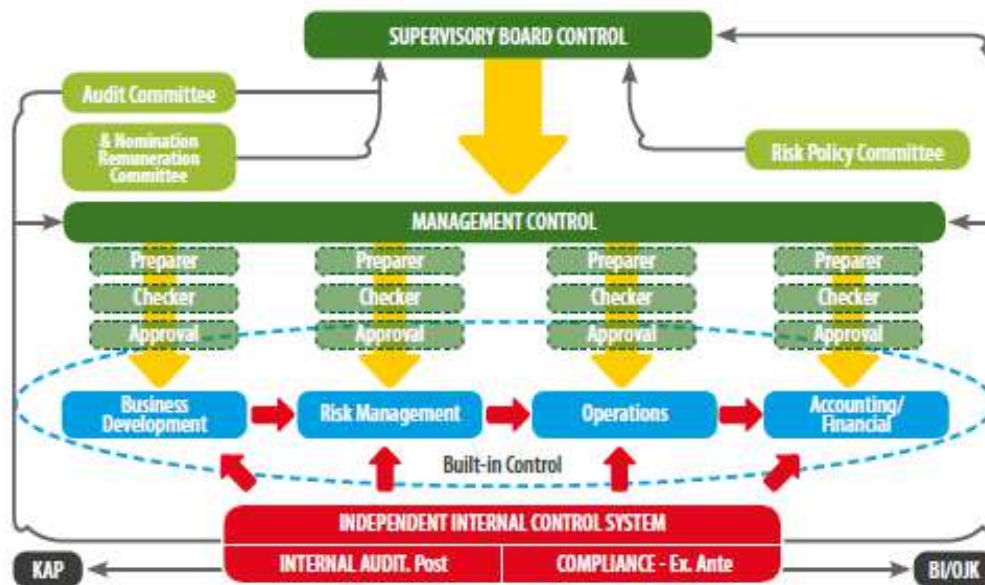 SUPERVISORY BOARD CONTROL
Audit Committee
& Nomination
Remuneration
Committee
Risk Policy Committee
MANAGEMENT CONTROL
Preparer
Preparer
Preparer
Preparer
Checker
Checker
Checker
Checker
Approval
Approval
Approval
Approval
Business
Development
Risk Management
Operations
Accounting/
Financial
Built-in Control
INDEPENDENT INTERNAL CONTROL SYSTEM
INTERNAL AUDIT. Post
COMPLIANCE - Ex. Ante
KAP
BI/OJK